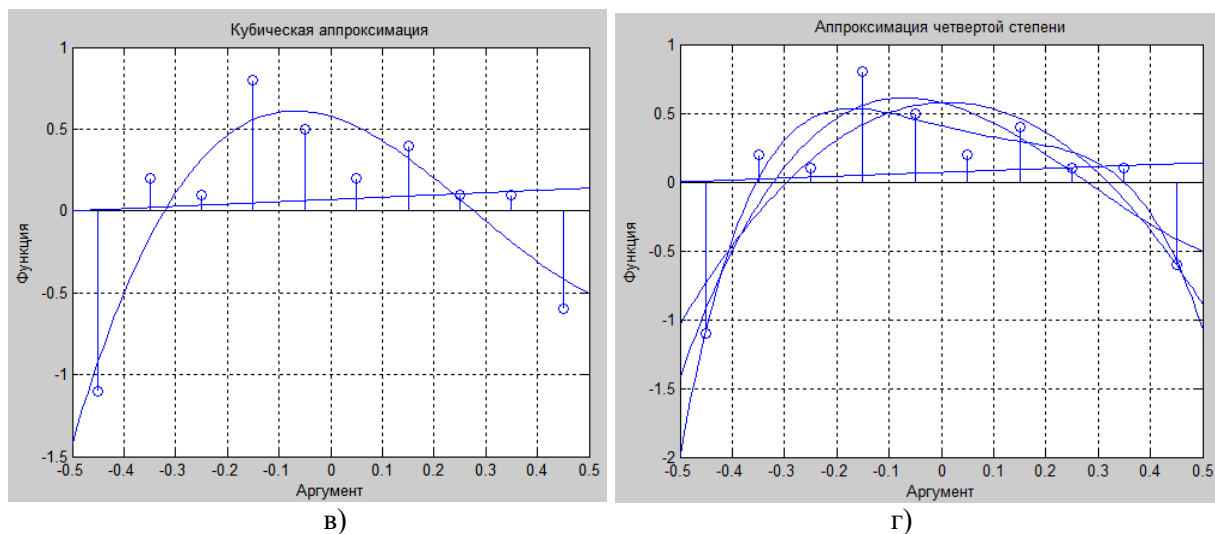 Кубическая аппроксимация
1
0.5
0
-0.5
-1
-1.5
Функция
-0.5 -0.4 -0.3 -0.2 -0.1 0 0.1 0.2 0.3 0.4 0.5
Аргумент
в)
Аппроксимация четвертой степени
1
0.5
0
-0.5
-1
-1.5
-2
Функция
-0.5 -0.4 -0.3 -0.2 -0.1 0 0.1 0.2 0.3 0.4 0.5
Аргумент
г)